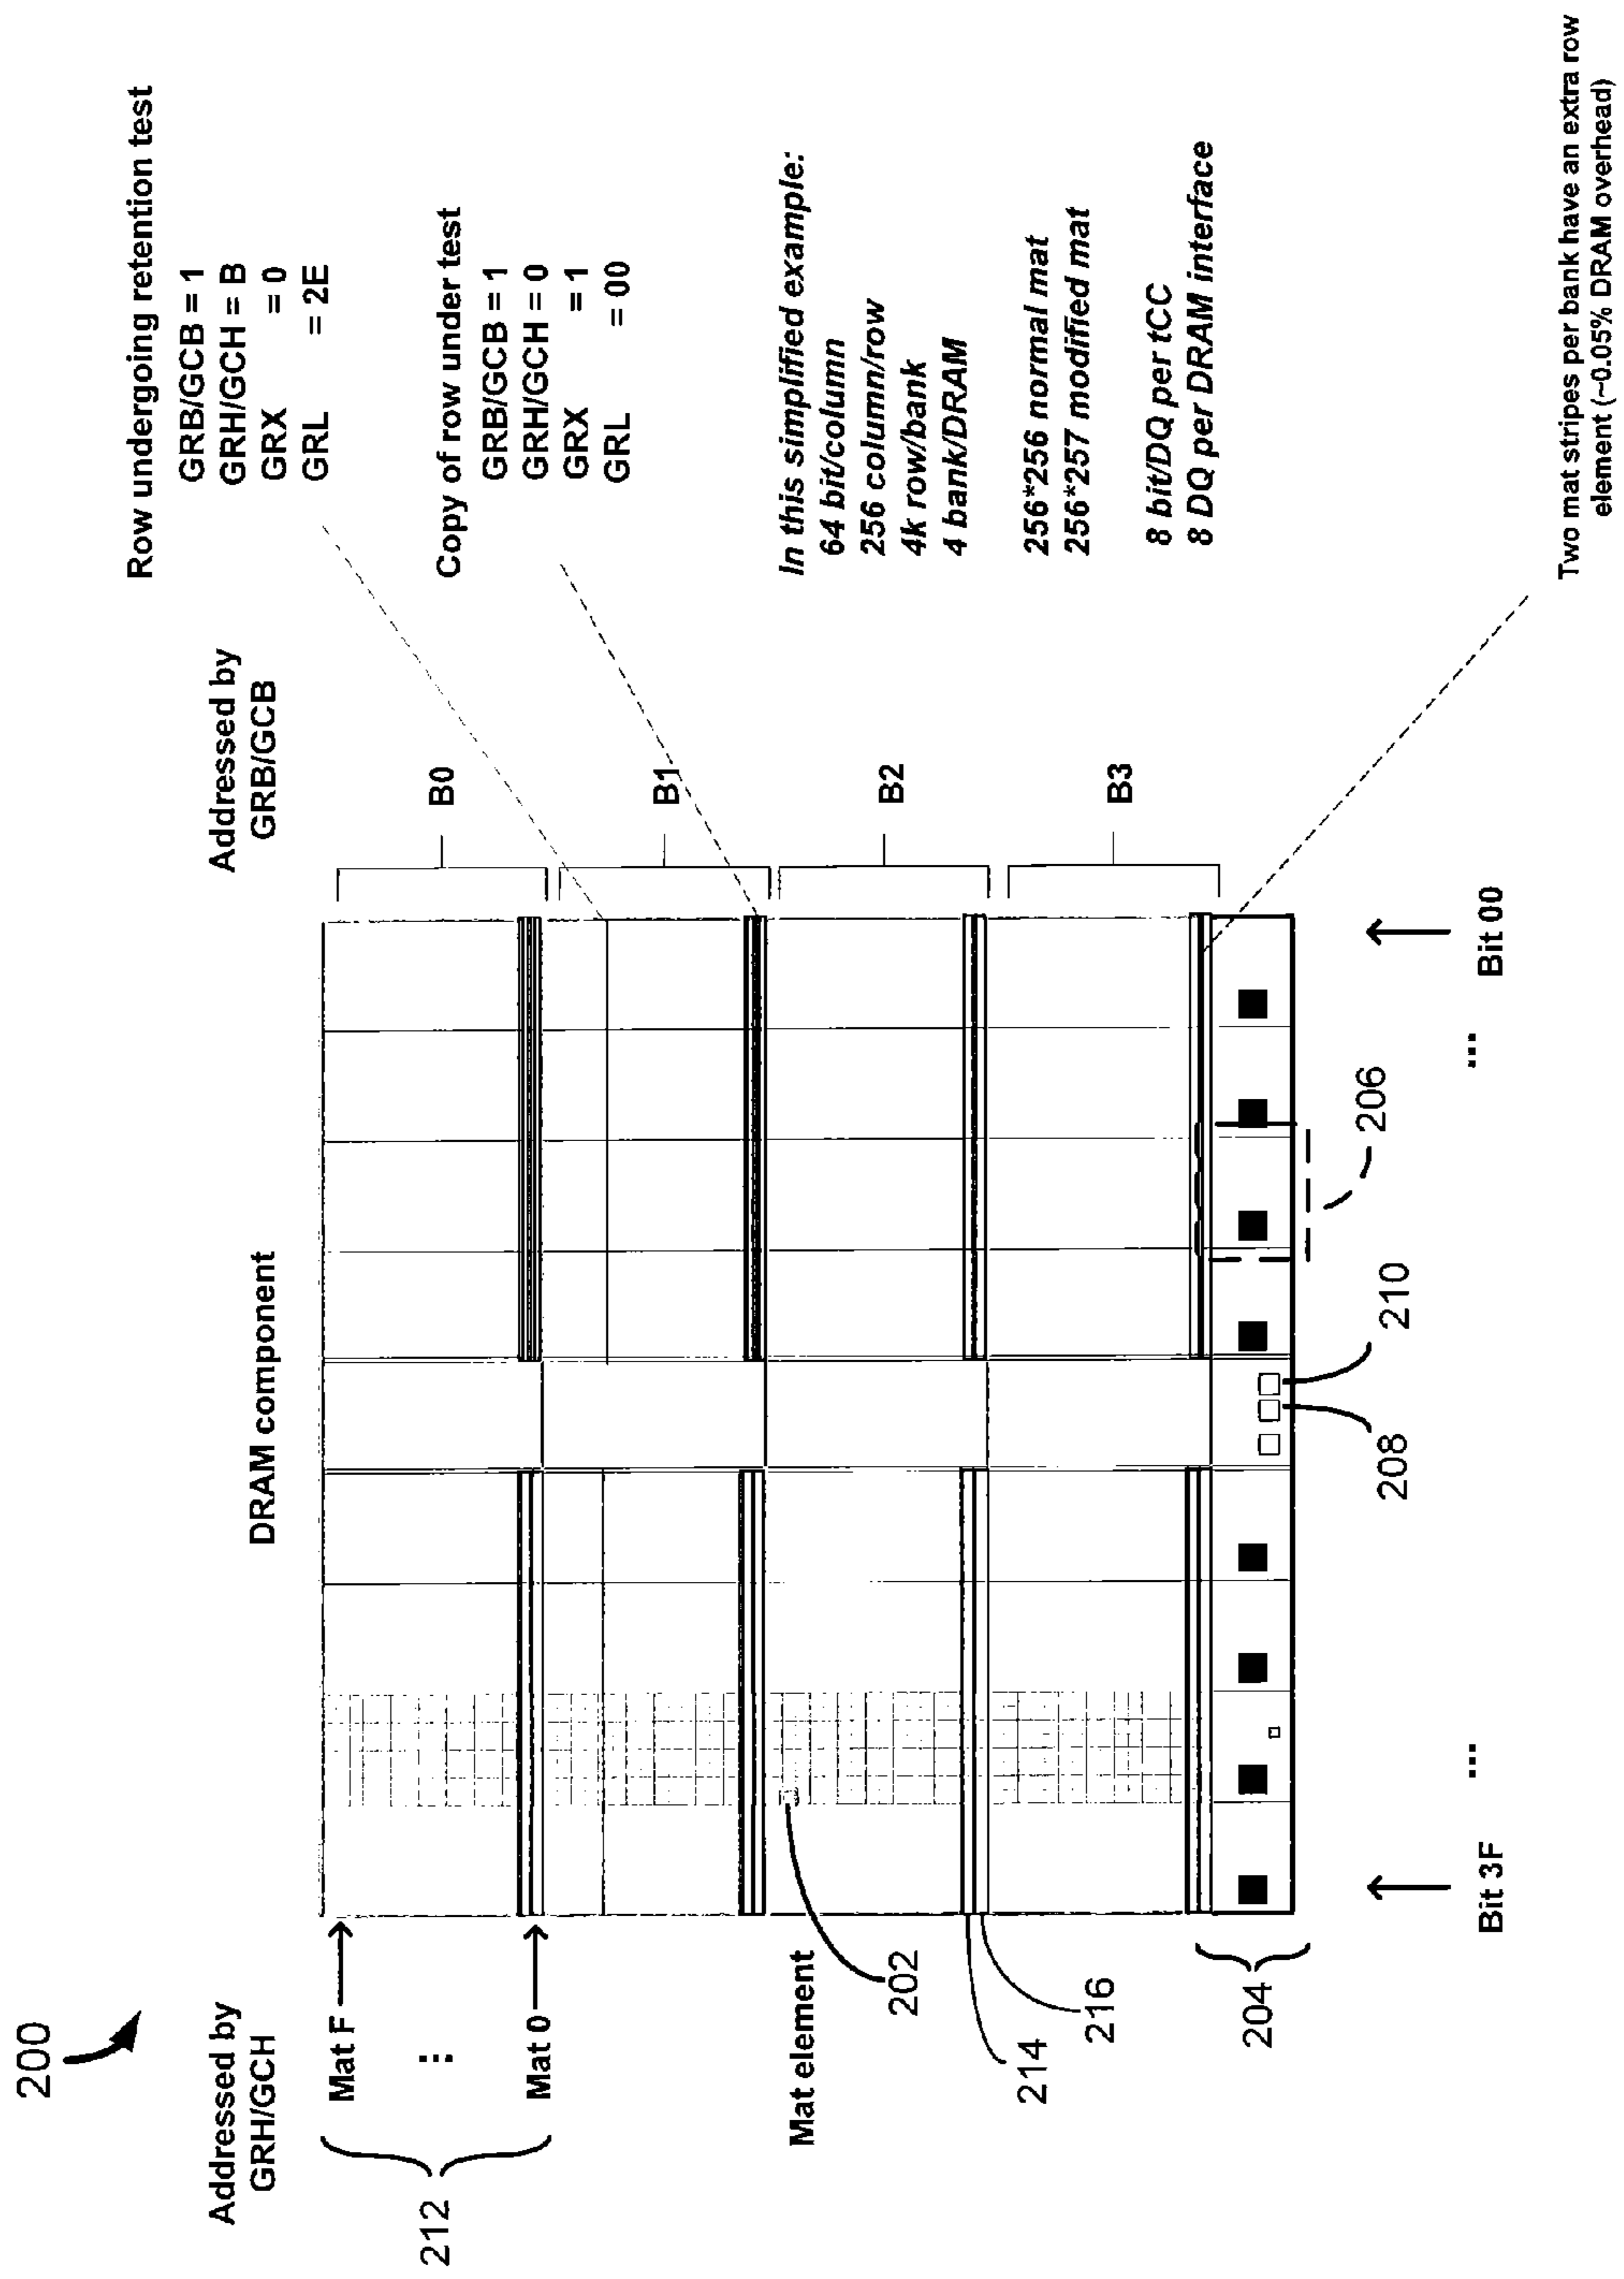 200
DRAM component
Addressed by
GRH/GCH
212
Mat F
...
Mat 0
Mat element
202
214
216
204
Bit 3F
...
208
210
206
...
Bit 00
Addressed by
GRB/GCB
B0
B1
B2
B3
Row undergoing retention test
GRB/GCB = 1
GRH/GCH = B
GRX = 0
GRL = 2E
Copy of row under test
GRB/GCB = 1
GRH/GCH = 0
GRX = 1
GRL = 00
In this simplified example:
64 bit/column
256 column/row
4k row/bank
4 bank/DRAM
256*256 normal mat
256*257 modified mat
8 bit/DQ per tCC
8 DQ per DRAM interface
Two mat stripes per bank have an extra row
element (~0.05% DRAM overhead)